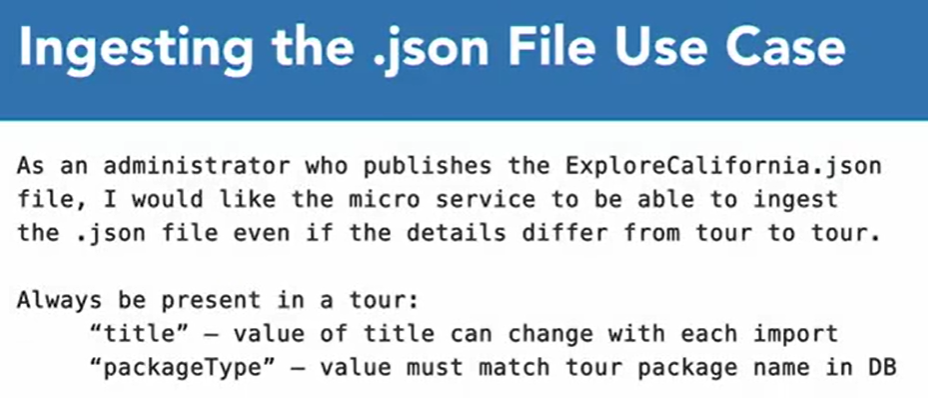 Ingesting the .json File Use Case
As an administrator who publishes the ExploreCalifornia.json
file, I would like the micro service to be able to ingest
the .json file even if the details differ from tour to tour.
Always be present in a tour:
“title” – value of title can change with each import
“packageType” – value must match tour package name in DB